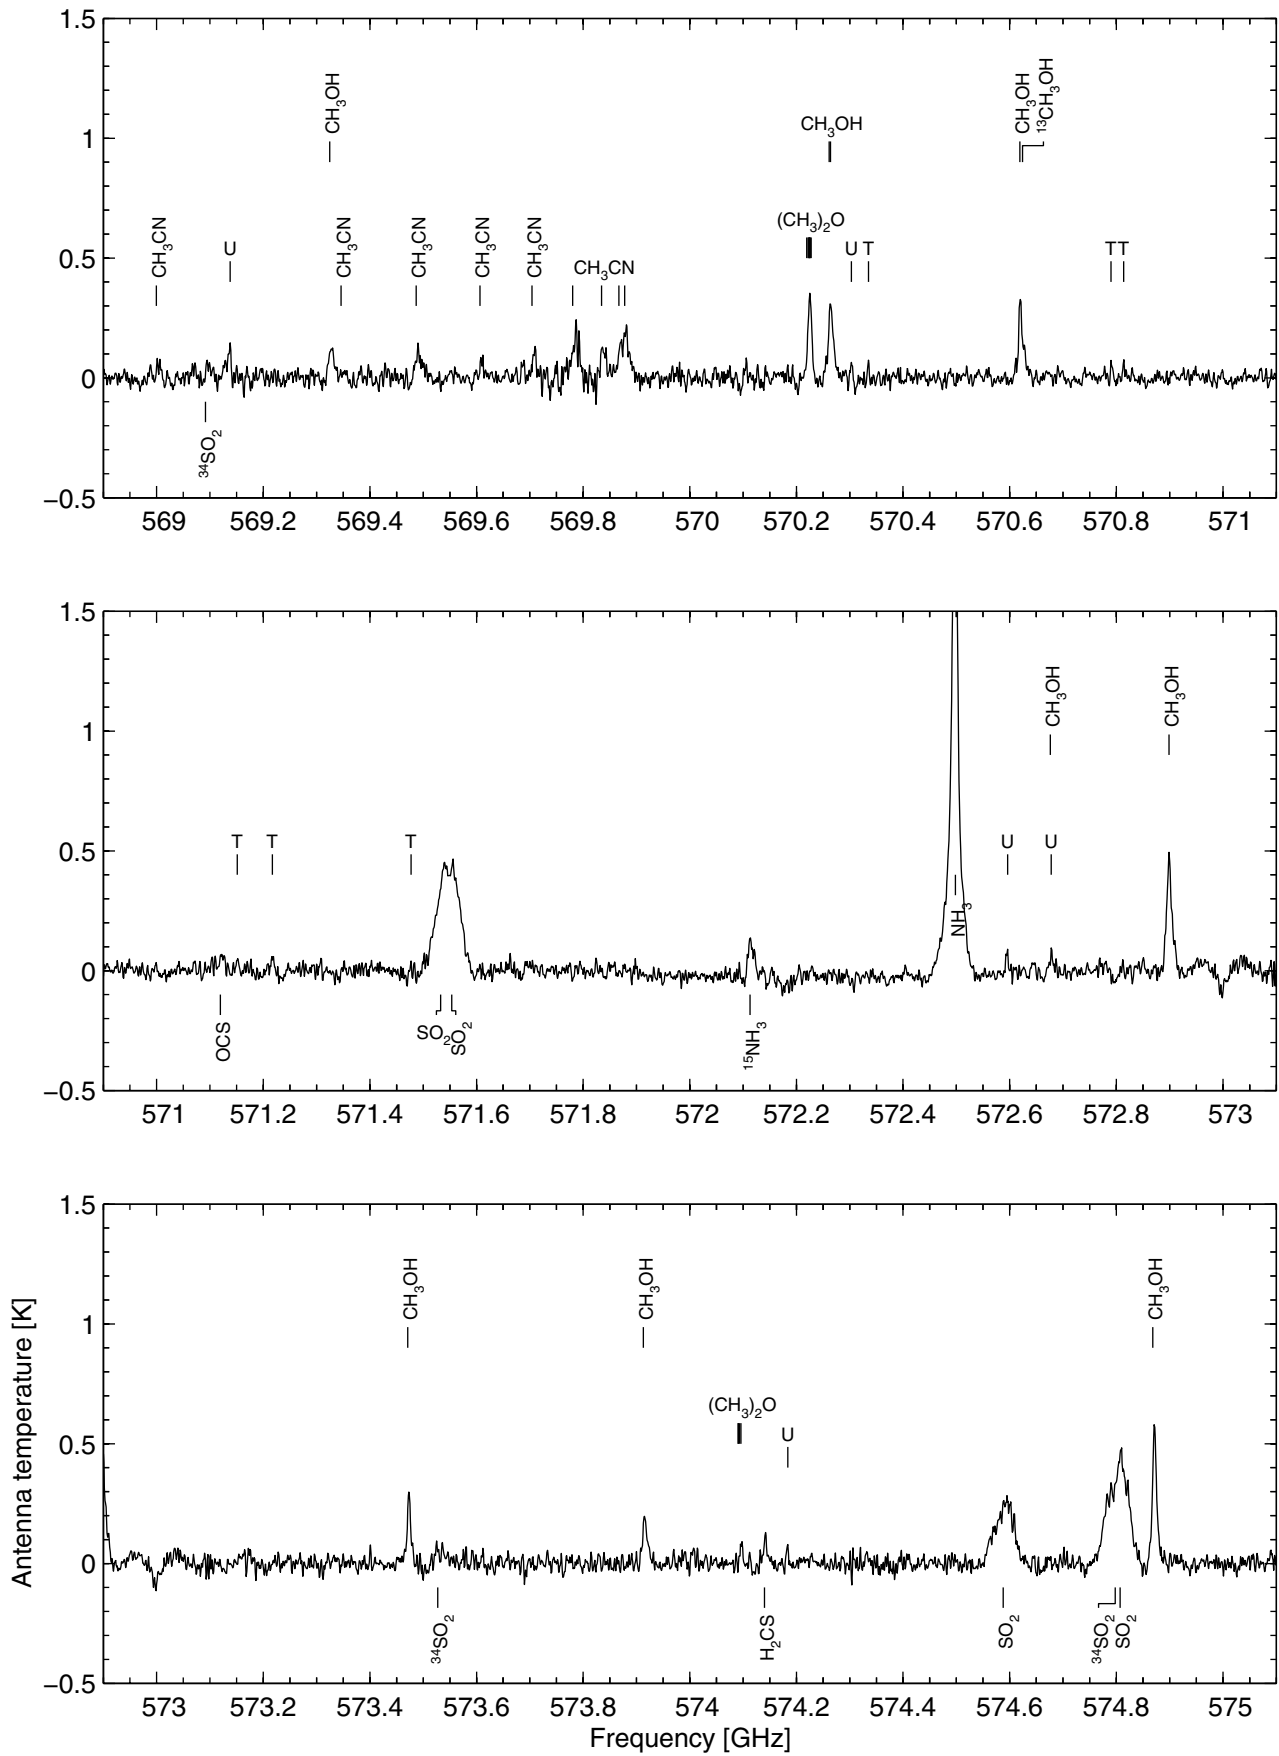 1.5
1
0.5
0
−0.5
CH₃CN
U
CH₃OH
CH₃CN
CH₃CN
CH₃CN
CH₃CN
CH₃CN
(CH₃)₂O
CH₃OH
U T
CH₃OH
¹³CH₃OH
T T
³⁴SO₂
569 569.2 569.4 569.6 569.8 570 570.2 570.4 570.6 570.8 571
1.5
1
0.5
0
−0.5
T T T
NH₃
U U
CH₃OH
CH₃OH
OCS
SO₂
SO₂
¹⁵NH₃
571 571.2 571.4 571.6 571.8 572 572.2 572.4 572.6 572.8 573
Antenna temperature [K]
1.5
1
0.5
0
−0.5
CH₃OH
CH₃OH
(CH₃)₂O
U
CH₃OH
³⁴SO₂
H₂CS
SO₂
³⁴SO₂
SO₂
573 573.2 573.4 573.6 573.8 574 574.2 574.4 574.6 574.8 575
Frequency [GHz]